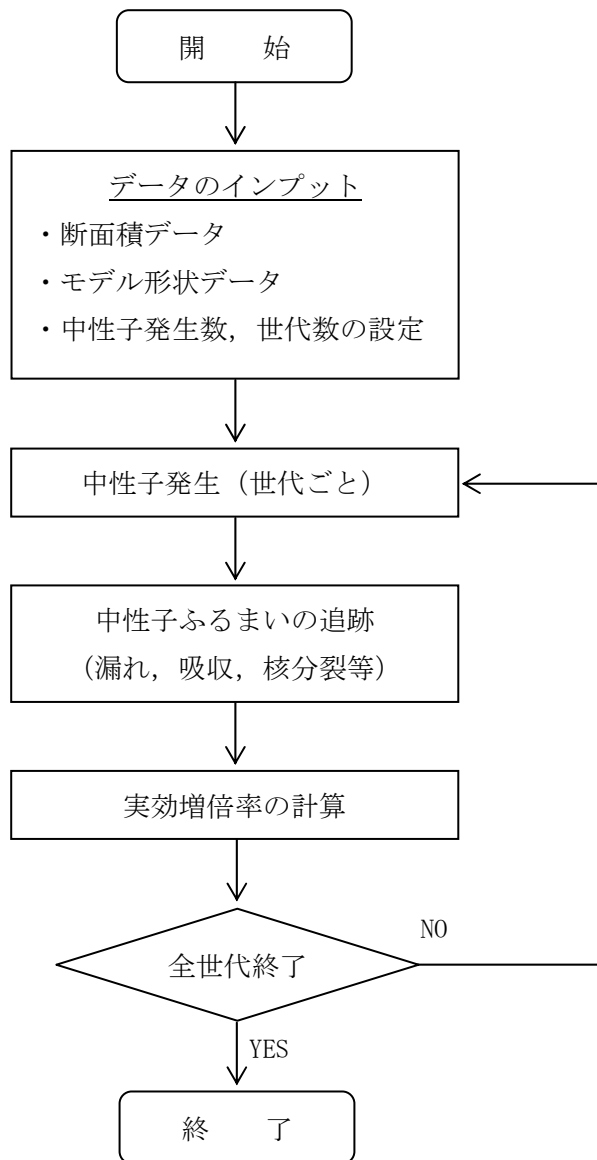 開　　始
データのインプット
・断面積データ
・モデル形状データ
・中性子発生数，世代数の設定
中性子発生（世代ごと）
中性子ふるまいの追跡
（漏れ，吸収，核分裂等）
実効増倍率の計算
全世代終了
NO
YES
終　　了